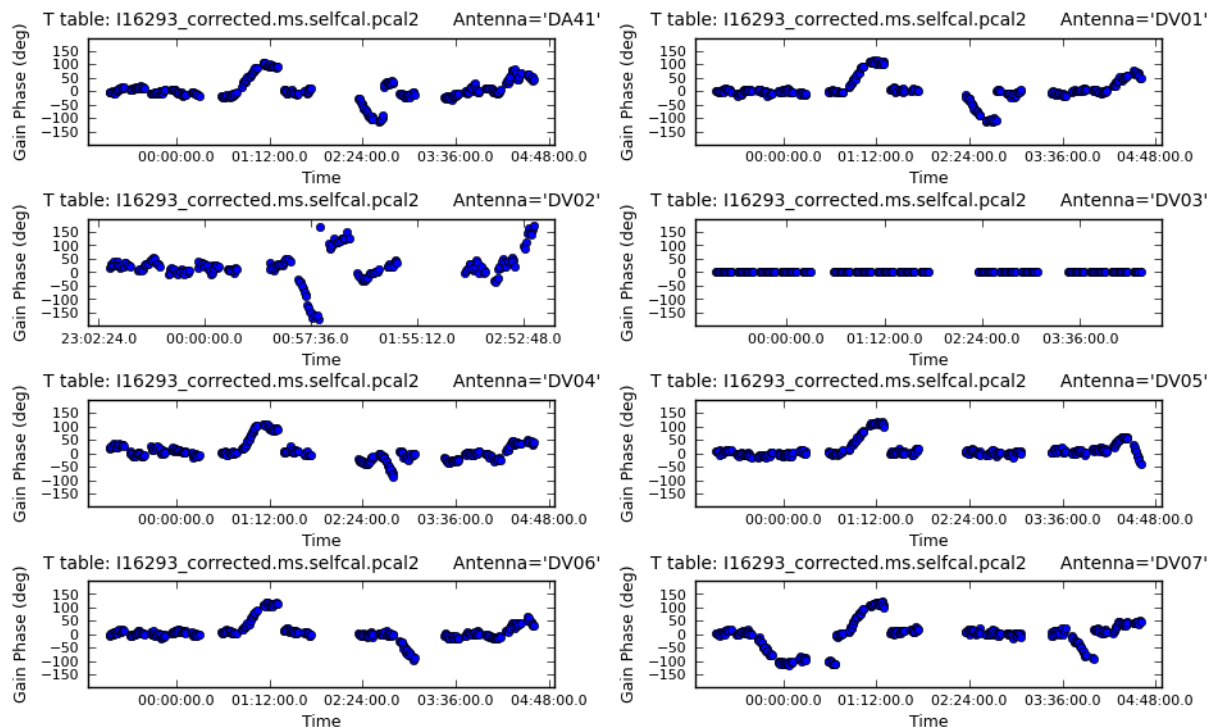 T table: I16293_corrected.ms.selfcal.pcal2 Antenna='DA41'
Gain Phase (deg)
150
100
50
0
−50
−100
−150
00:00:00.0 01:12:00.0 02:24:00.0 03:36:00.0 04:48:00.0
Time
T table: I16293_corrected.ms.selfcal.pcal2 Antenna='DV01'
Gain Phase (deg)
150
100
50
0
−50
−100
−150
00:00:00.0 01:12:00.0 02:24:00.0 03:36:00.0 04:48:00.0
Time
T table: I16293_corrected.ms.selfcal.pcal2 Antenna='DV02'
Gain Phase (deg)
150
100
50
0
−50
−100
−150
23:02:24.0 00:00:00.0 00:57:36.0 01:55:12.0 02:52:48.0
Time
T table: I16293_corrected.ms.selfcal.pcal2 Antenna='DV03'
Gain Phase (deg)
150
100
50
0
−50
−100
−150
00:00:00.0 01:12:00.0 02:24:00.0 03:36:00.0
Time
T table: I16293_corrected.ms.selfcal.pcal2 Antenna='DV04'
Gain Phase (deg)
150
100
50
0
−50
−100
−150
00:00:00.0 01:12:00.0 02:24:00.0 03:36:00.0 04:48:00.0
Time
T table: I16293_corrected.ms.selfcal.pcal2 Antenna='DV05'
Gain Phase (deg)
150
100
50
0
−50
−100
−150
00:00:00.0 01:12:00.0 02:24:00.0 03:36:00.0 04:48:00.0
Time
T table: I16293_corrected.ms.selfcal.pcal2 Antenna='DV06'
Gain Phase (deg)
150
100
50
0
−50
−100
−150
00:00:00.0 01:12:00.0 02:24:00.0 03:36:00.0 04:48:00.0
Time
T table: I16293_corrected.ms.selfcal.pcal2 Antenna='DV07'
Gain Phase (deg)
150
100
50
0
−50
−100
−150
00:00:00.0 01:12:00.0 02:24:00.0 03:36:00.0 04:48:00.0
Time